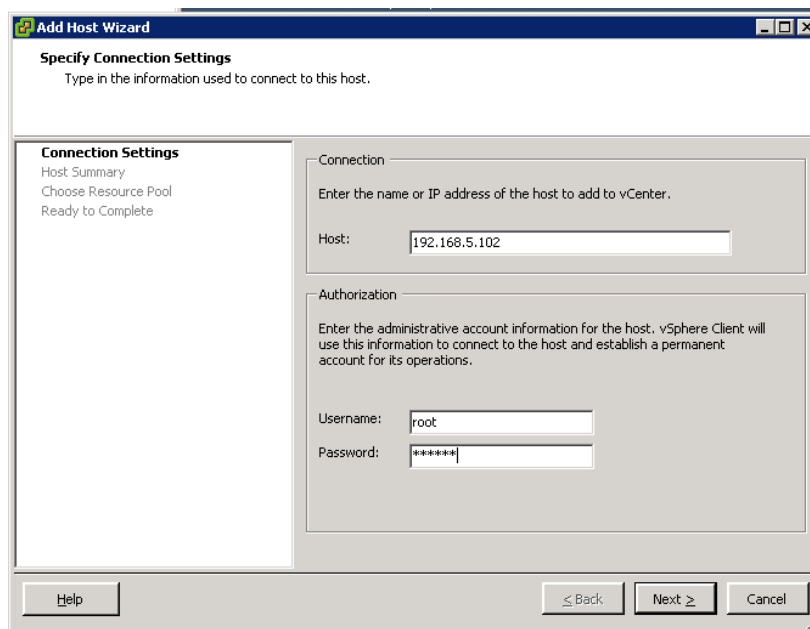 Add Host Wizard
Specify Connection Settings
Type in the information used to connect to this host.
Connection Settings
Host Summary
Choose Resource Pool
Ready to Complete
Connection
Enter the name or IP address of the host to add to vCenter.
Host: 192.168.5.102
Authorization
Enter the administrative account information for the host. vSphere Client will
use this information to connect to the host and establish a permanent
account for its operations.
Username: root
Password: ******
Help
< Back Next > Cancel